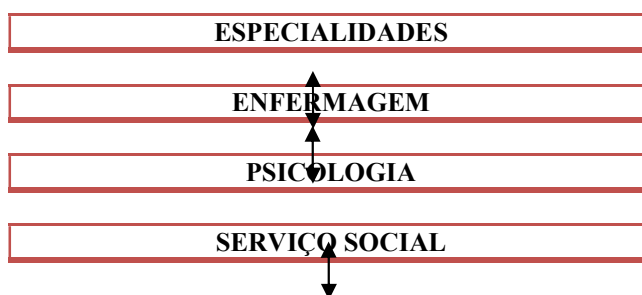 ESPECIALIDADES
ENFERMAGEM
PSICOLOGIA
SERVIÇO SOCIAL